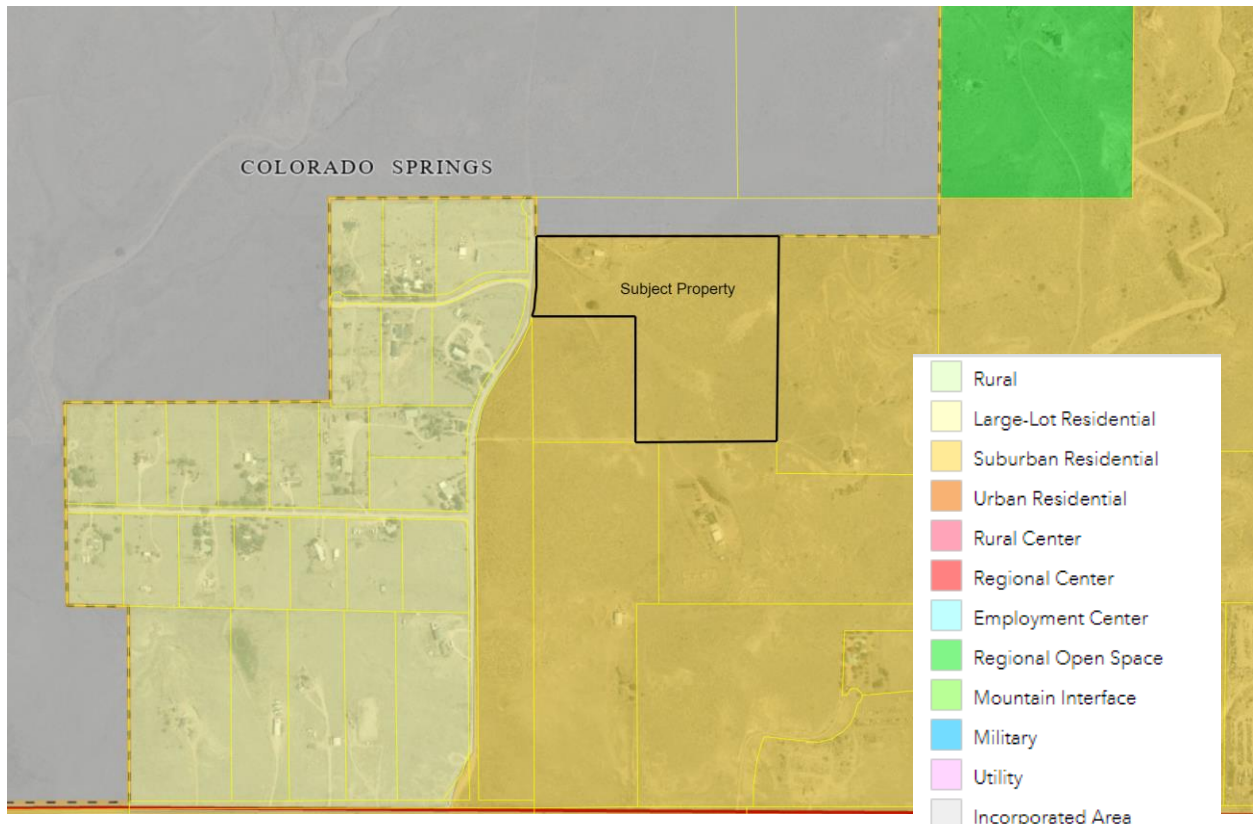 COLORADO SPRINGS
Subject Property
Rural
Large-Lot Residential
Suburban Residential
Urban Residential
Rural Center
Regional Center
Employment Center
Regional Open Space
Mountain Interface
Military
Utility
Incorporated Area